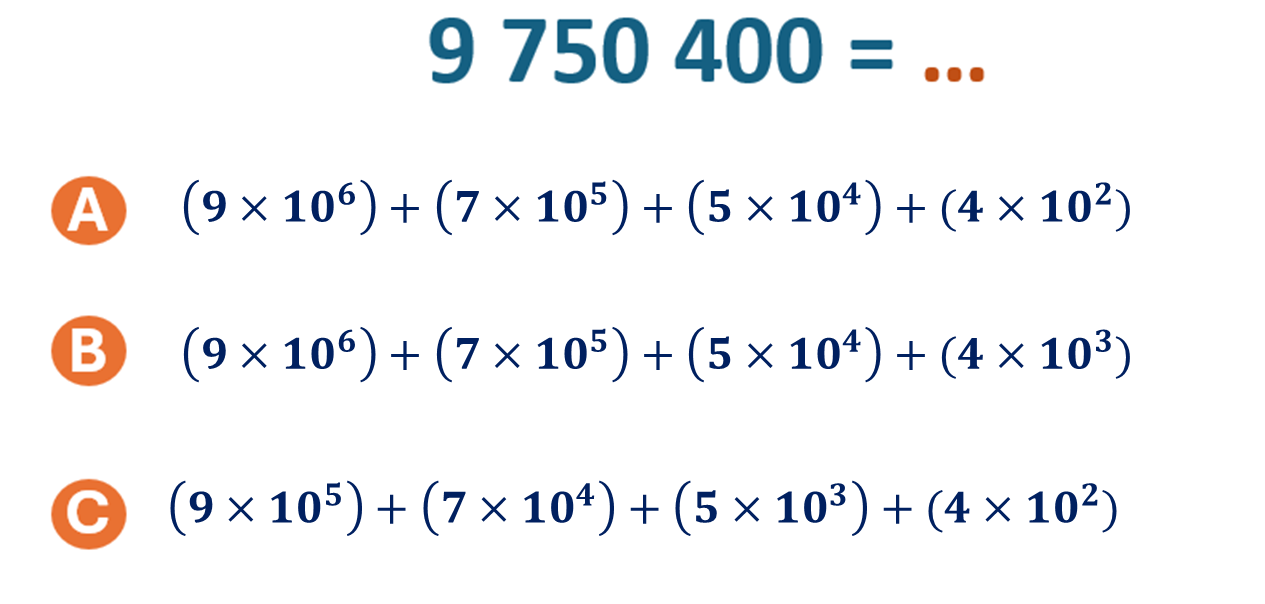 9 750 400 = ...
A (9 × 10⁶) + (7 × 10⁵) + (5 × 10⁴) + (4 × 10²)
B (9 × 10⁶) + (7 × 10⁵) + (5 × 10⁴) + (4 × 10³)
C (9 × 10⁵) + (7 × 10⁴) + (5 × 10³) + (4 × 10²)